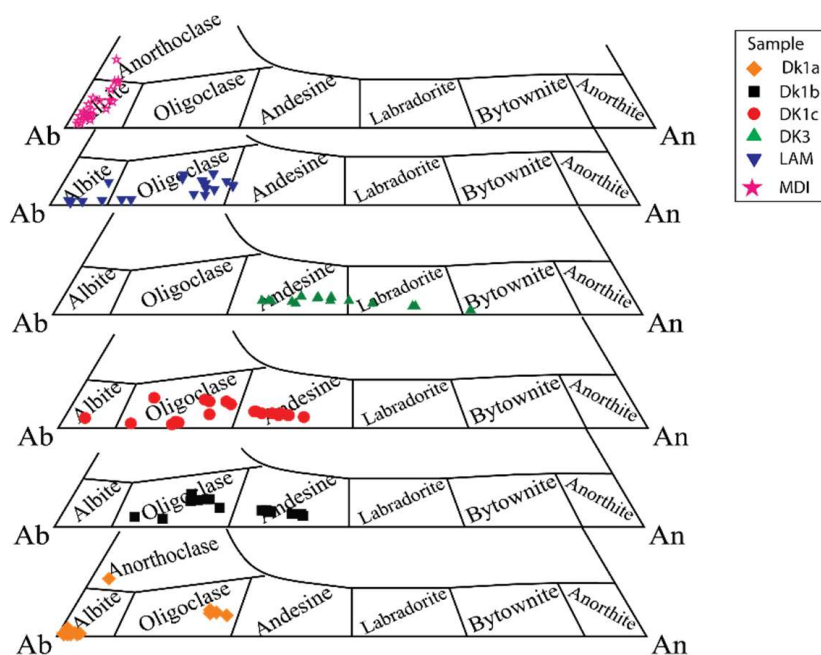 Sample
Dk1a
Dk1b
DK1c
DK3
LAM
MDI
Anorthoclase
Albite Oligoclase Andesine Labradorite Bytownite Anorthite
Ab An
Albite Oligoclase Andesine Labradorite Bytownite Anorthite
Ab An
Albite Oligoclase Andesine Labradorite Bytownite Anorthite
Ab An
Albite Oligoclase Andesine Labradorite Bytownite Anorthite
Ab An
Oligoclase Andesine Labradorite Bytownite Anorthite
Albite
Ab An
Anorthoclase
Albite Oligoclase Andesine Labradorite Bytownite Anorthite
Ab An